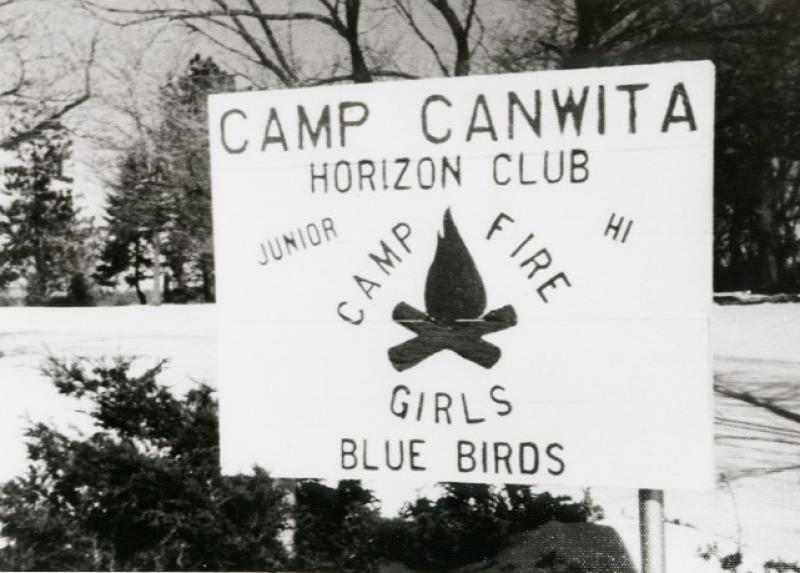 CAMP CANWITA
HORIZON CLUB
JUNIOR HI
CAMP FIRE
GIRLS
BLUE BIRDS